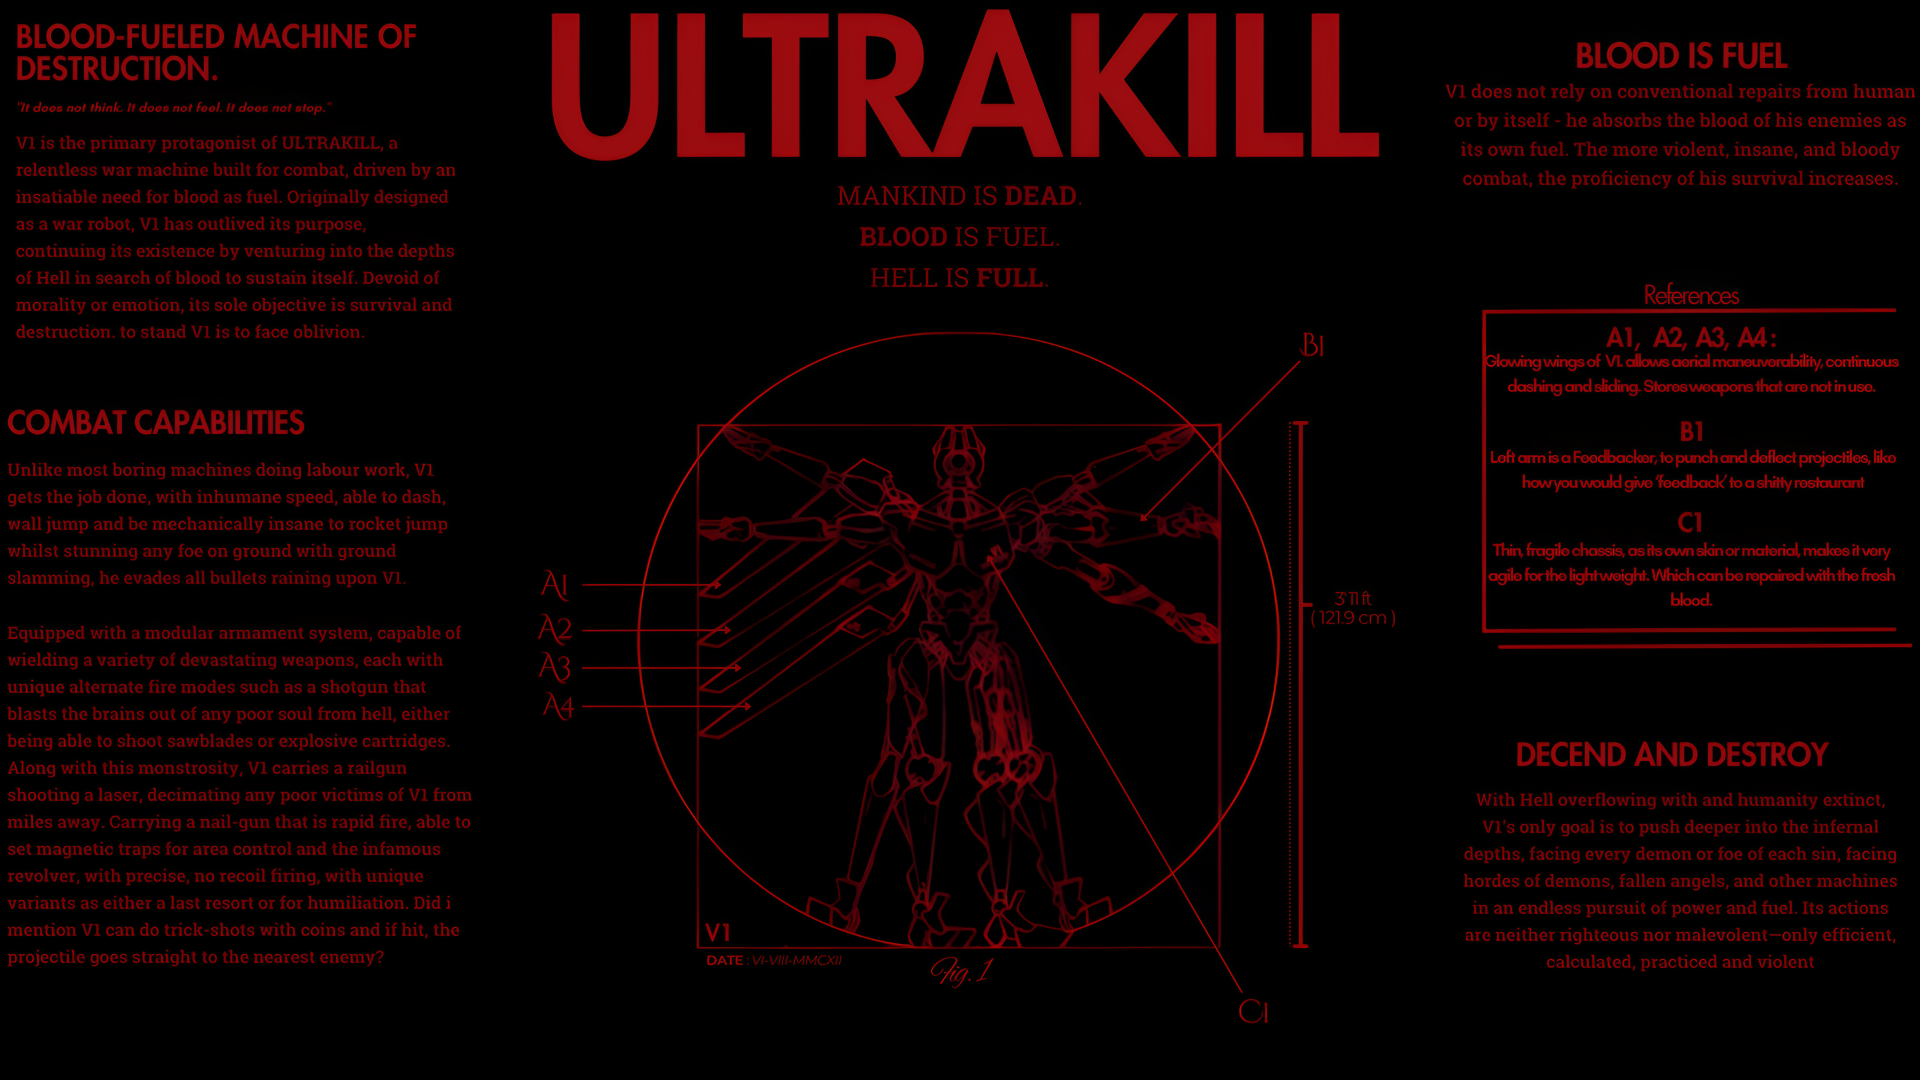 BLOOD-FUELED MACHINE OF
DESTRUCTION.
"It does not think. It does not feel. It does not stop."
V1 is the primary protagonist of ULTRAKILL, a
relentless war machine built for combat, driven by an
insatiable need for blood as fuel. Originally designed
as a war robot, V1 has outlived its purpose,
continuing its existence by venturing into the depths
of Hell in search of blood to sustain itself. Devoid of
morality or emotion, its sole objective is survival and
destruction. to stand V1 is to face oblivion.
COMBAT CAPABILITIES
Unlike most boring machines doing labour work, V1
gets the job done, with inhumane speed, able to dash,
wall jump and be mechanically insane to rocket jump
whilst stunning any foe on ground with ground
slamming, he evades all bullets raining upon V1.
Equipped with a modular armament system, capable of
wielding a variety of devastating weapons, each with
unique alternate fire modes such as a shotgun that
blasts the brains out of any poor soul from hell, either
being able to shoot sawblades or explosive cartridges.
Along with this monstrosity, V1 carries a railgun
shooting a laser, decimating any poor victims of V1 from
miles away. Carrying a nail-gun that is rapid fire, able to
set magnetic traps for area control and the infamous
revolver, with precise, no recoil firing, with unique
variants as either a last resort or for humiliation. Did i
mention V1 can do trick-shots with coins and if hit, the
projectile goes straight to the nearest enemy?
ULTRAKILL
MANKIND IS DEAD.
BLOOD IS FUEL.
HELL IS FULL.
B1
A1
A2
A3
A4
3'11 ft
( 121.9 cm )
V1
DATE : VI-VIII-MMCXII
Fig. 1
C1
BLOOD IS FUEL
V1 does not rely on conventional repairs from human
or by itself - he absorbs the blood of his enemies as
its own fuel. The more violent, insane, and bloody
combat, the proficiency of his survival increases.
References
A1, A2, A3, A4 :
Glowing wings of V1. allows aerial maneuverability, continuous
dashing and sliding. Stores weapons that are not in use.
B1
Left arm is a Feedbacker, to punch and deflect projectiles, like
how you would give 'feedback' to a shitty restaurant
C1
Thin, fragile chassis, as its own skin or material, makes it very
agile for the light weight. Which can be repaired with the fresh
blood.
DECEND AND DESTROY
With Hell overflowing with and humanity extinct,
V1's only goal is to push deeper into the infernal
depths, facing every demon or foe of each sin, facing
hordes of demons, fallen angels, and other machines
in an endless pursuit of power and fuel. Its actions
are neither righteous nor malevolent—only efficient,
calculated, practiced and violent